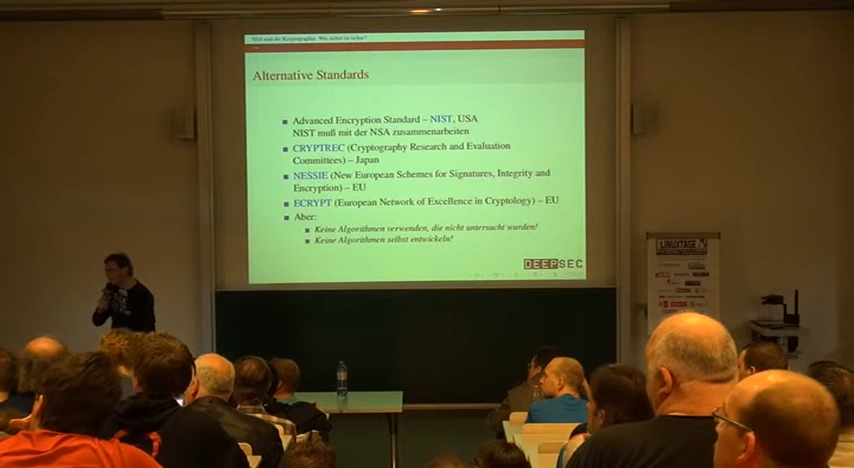 NSA und die Kryptographie: Wie sicher ist sicher?
Alternative Standards
Advanced Encryption Standard – NIST, USA
NIST muß mit der NSA zusammenarbeiten
CRYPTREC (Cryptography Research and Evaluation
Committees) – Japan
NESSIE (New European Schemes for Signatures, Integrity and
Encryption) – EU
ECRYPT (European Network of Excellence in Cryptology) – EU
Aber:
Keine Algorithmen verwenden, die nicht untersucht wurden!
Keine Algorithmen selbst entwickeln!
DEEPSEC
LINUXTAGE